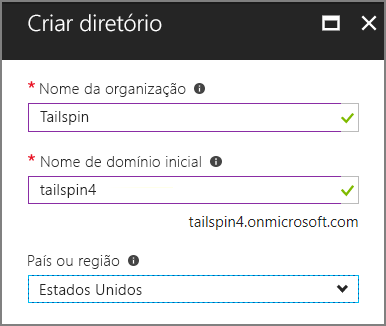 Criar diretório
* Nome da organização
Tailspin
* Nome de domínio inicial
tailspin4
tailspin4.onmicrosoft.com
País ou região
Estados Unidos